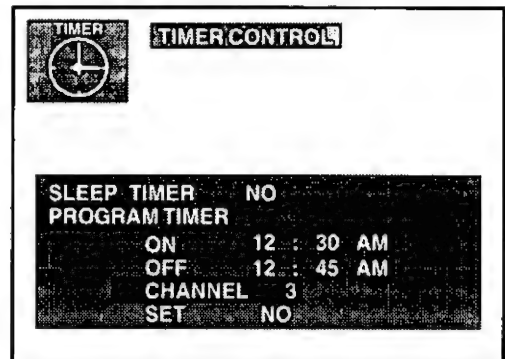 TIMER
TIMER CONTROL
SLEEP TIMER NO
PROGRAM TIMER
ON 12 : 30 AM
OFF 12 : 45 AM
CHANNEL 3
SET NO